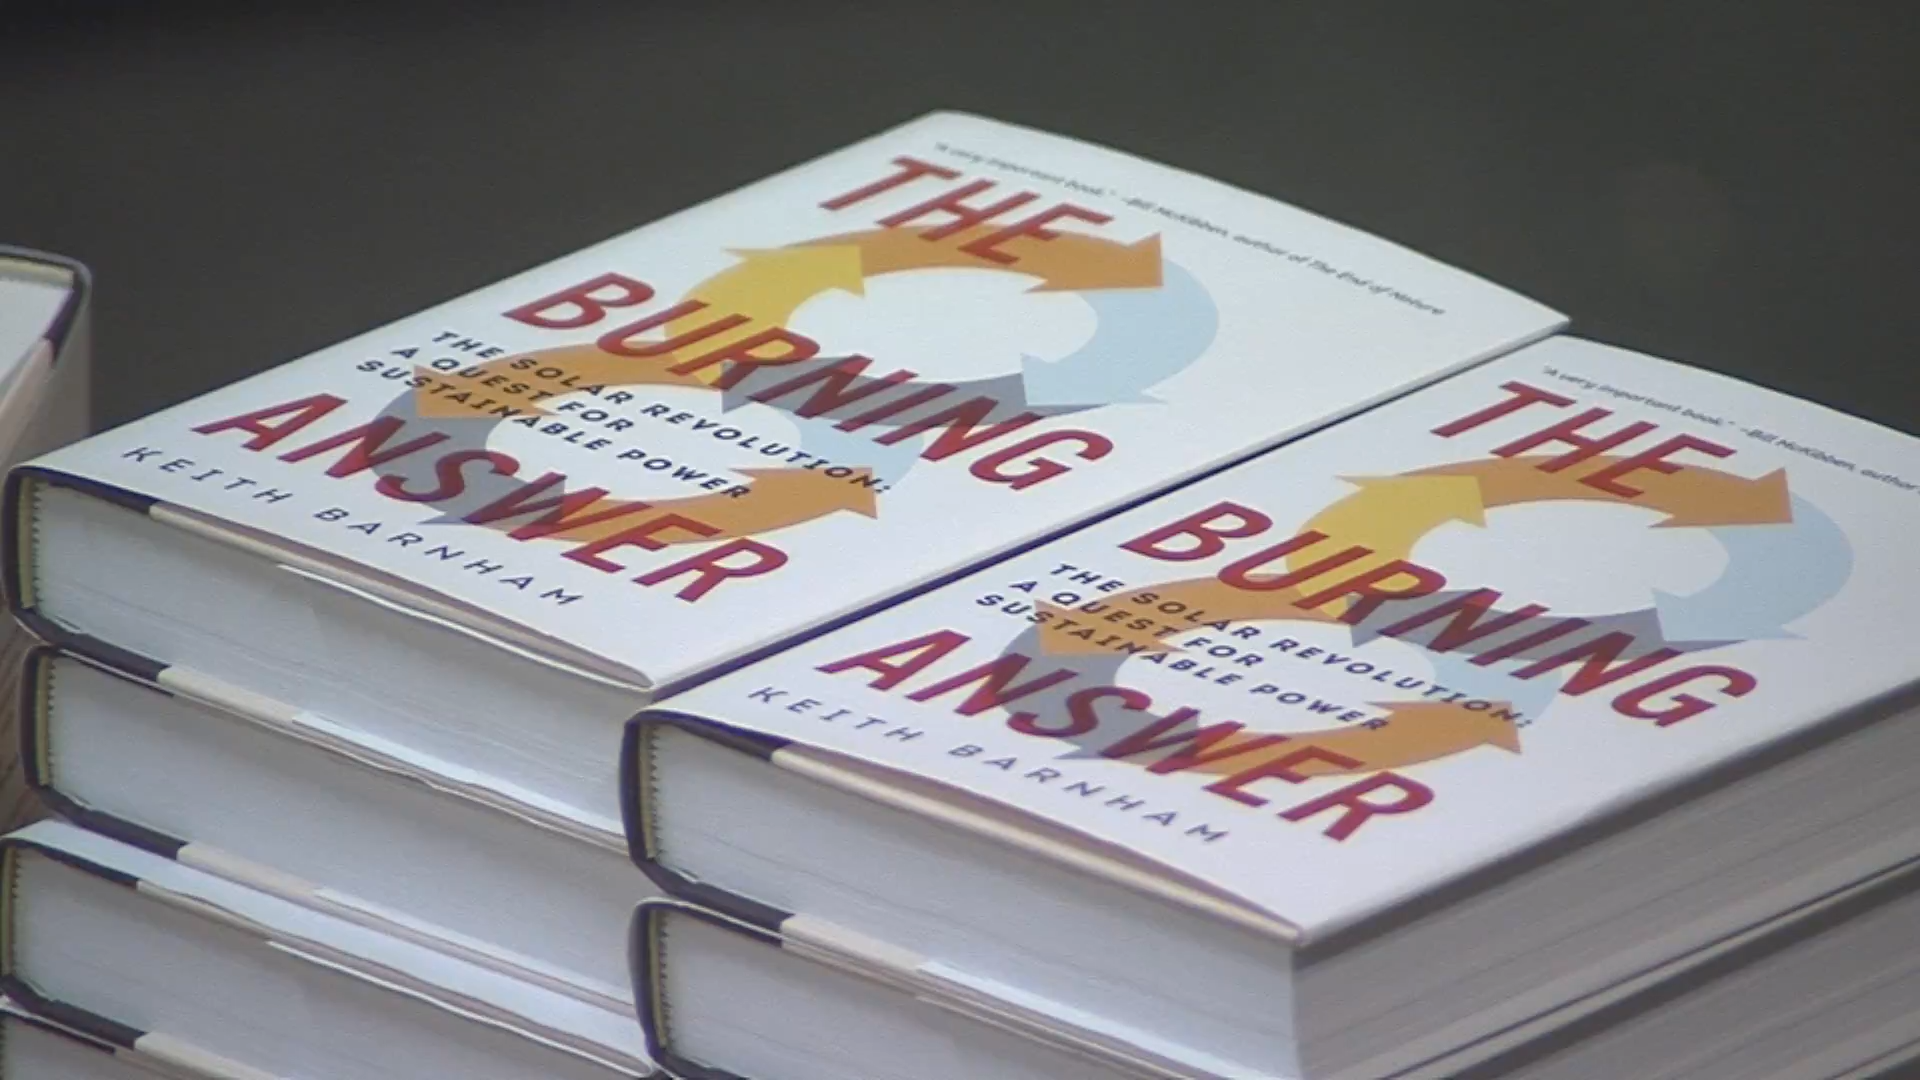 "A very important book." —Bill McKibben, author of The End of Nature
THE
BURNING
ANSWER
THE SOLAR REVOLUTION:
A QUEST FOR
SUSTAINABLE POWER
KEITH BARNHAM
"A very important book." —Bill McKibben, author
THE
BURNING
ANSWER
THE SOLAR REVOLUTION:
A QUEST FOR
SUSTAINABLE POWER
KEITH BARNHAM